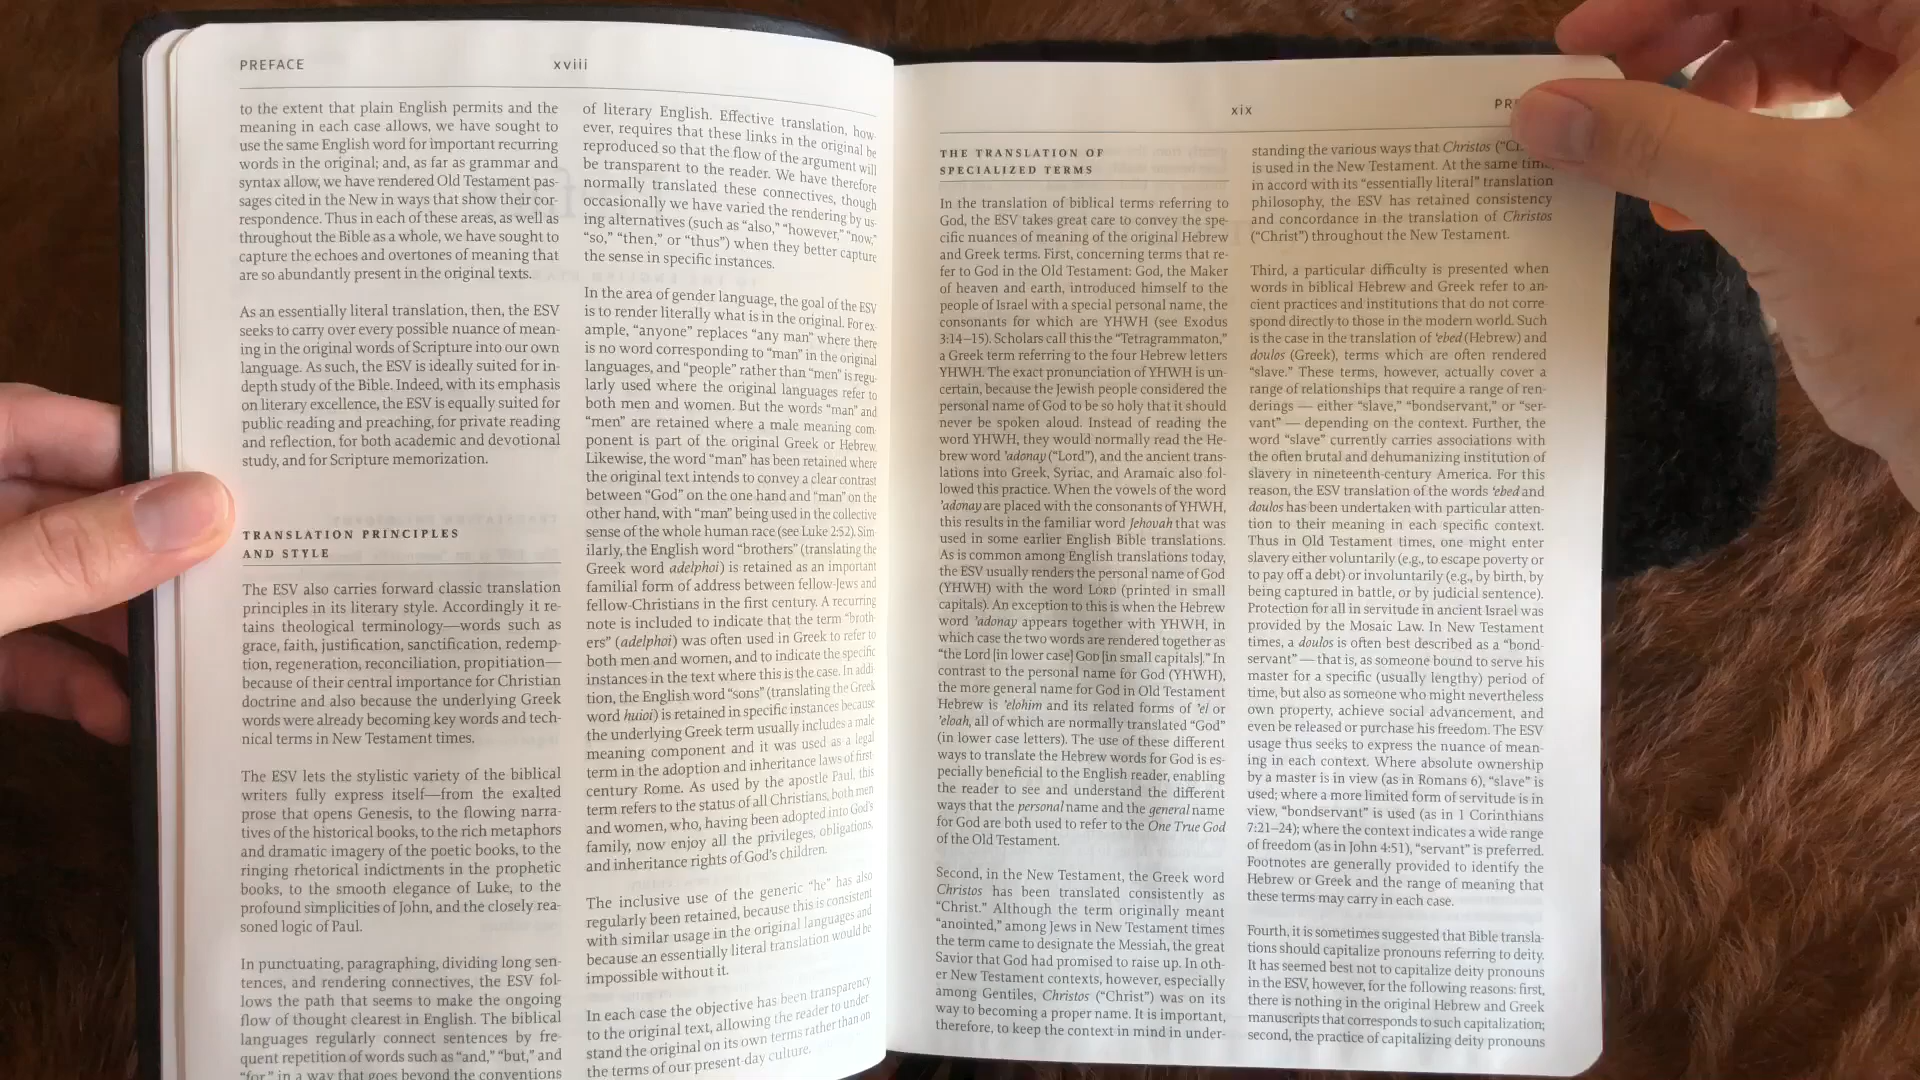 PREFACE
xviii
to the extent that plain English permits and the
meaning in each case allows, we have sought to
use the same English word for important recurring
words in the original; and, as far as grammar and
syntax allow, we have rendered Old Testament pas-
sages cited in the New in ways that show their cor-
respondence. Thus in each of these areas, as well as
throughout the Bible as a whole, we have sought to
capture the echoes and overtones of meaning that
are so abundantly present in the original texts.
As an essentially literal translation, then, the ESV
seeks to carry over every possible nuance of mean-
ing in the original words of Scripture into our own
language. As such, the ESV is ideally suited for in-
depth study of the Bible. Indeed, with its emphasis
on literary excellence, the ESV is equally suited for
public reading and preaching, for private reading
and reflection, for both academic and devotional
study, and for Scripture memorization.
TRANSLATION PRINCIPLES
AND STYLE
The ESV also carries forward classic translation
principles in its literary style. Accordingly it re-
tains theological terminology—words such as
grace, faith, justification, sanctification, redemp-
tion, regeneration, reconciliation, propitiation—
because of their central importance for Christian
doctrine and also because the underlying Greek
words were already becoming key words and tech-
nical terms in New Testament times.
The ESV lets the stylistic variety of the biblical
writers fully express itself—from the exalted
prose that opens Genesis, to the flowing narra-
tives of the historical books, to the rich metaphors
and dramatic imagery of the poetic books, to the
ringing rhetorical indictments in the prophetic
books, to the smooth elegance of Luke, to the
profound simplicities of John, and the closely rea-
soned logic of Paul.
In punctuating, paragraphing, dividing long sen-
tences, and rendering connectives, the ESV fol-
lows the path that seems to make the ongoing
flow of thought clearest in English. The biblical
languages regularly connect sentences by fre-
quent repetition of words such as “and,” “but,” and
“for,” in a way that goes beyond the conventions
of literary English. Effective translation, how-
ever, requires that these links in the original be
reproduced so that the flow of the argument will
be transparent to the reader. We have therefore
normally translated these connections, though
occasionally we have varied the rendering by us-
ing alternatives (such as “also,” “however,” “now,”
“so,” “then,” or “thus”) when they better capture
the sense in specific instances.
In the area of gender language, the goal of the ESV
is to render literally what is in the original. For ex-
ample, “anyone” replaces “any man” where there
is no word corresponding to “man” in the original
languages, and “people” rather than “men” is regu-
larly used where the original languages refer to
both men and women. But the words “man” and
“men” are retained where a male meaning com-
ponent is part of the original Greek or Hebrew.
Likewise, the word “man” has been retained where
the original text intends to convey a clear contrast
between “God” on the one hand and “man” on the
other hand, with “man” being used in the collective
sense of the whole human race (see Luke 2:52). Sim-
ilarly, the English word “brothers” (translating the
Greek word adelphoi) is retained as an important
familial form of address between fellow-Jews and
fellow-Christians in the first century. A recurring
note is included to indicate that the term “broth-
ers” (adelphoi) was often used in Greek to refer to
both men and women, and to indicate the specific
instances in the text where this is the case. In addi-
tion, the English word “sons” (translating the Greek
word huioi) is retained in specific instances because
the underlying Greek term usually includes a male
meaning component and it was used as a legal
term in the adoption and inheritance laws of first-
century Rome. As used by the apostle Paul, this
term refers to the status of all Christians, both men
and women, who, having been adopted into God’s
family, now enjoy all the privileges, obligations,
and inheritance rights of God’s children.
The inclusive use of the generic “he” has also
regularly been retained, because this is consistent
with similar usage in the original languages and
because an essentially literal translation would be
impossible without it.
In each case the objective has been transparency
to the original text, allowing the reader to under-
stand the original on its own terms rather than on
the terms of our present-day culture.
xix
THE TRANSLATION OF
SPECIALIZED TERMS
In the translation of biblical terms referring to
God, the ESV takes great care to convey the spe-
cific nuances of meaning of the original Hebrew
and Greek terms. First, concerning terms that re-
fer to God in the Old Testament: God, the Maker
of heaven and earth, introduced himself to the
people of Israel with a special personal name, the
consonants for which are YHWH (see Exodus
3:14–15). Scholars call this the “Tetragrammaton,”
a Greek term referring to the four Hebrew letters
YHWH. The exact pronunciation of YHWH is un-
certain, because the Jewish people considered the
personal name of God to be so holy that it should
never be spoken aloud. Instead of reading the
word YHWH, they would normally read the He-
brew word ’adonay (“Lord”), and the ancient trans-
lations into Greek, Syriac, and Aramaic also fol-
lowed this practice. When the vowels of the word
’adonay are placed with the consonants of YHWH,
this results in the familiar word Jehovah that was
used in some earlier English Bible translations.
As is common among English translations today,
the ESV usually renders the personal name of God
(YHWH) with the word LORD (printed in small
capitals). An exception to this is when the Hebrew
word ’adonay appears together with YHWH, in
which case the two words are rendered together as
“the Lord [in lower case] GOD [in small capitals].” In
contrast to the personal name for God (YHWH),
the more general name for God in Old Testament
Hebrew is ’elohim and its related forms of ’el or
’eloah, all of which are normally translated “God”
(in lower case letters). The use of these different
ways to translate the Hebrew words for God is es-
pecially beneficial to the English reader, enabling
the reader to see and understand the different
ways that the personal name and the general name
for God are both used to refer to the One True God
of the Old Testament.
Second, in the New Testament, the Greek word
Christos has been translated consistently as
“Christ.” Although the term originally meant
“anointed,” among Jews in New Testament times
the term came to designate the Messiah, the great
Savior that God had promised to raise up. In oth-
er New Testament contexts, however, especially
among Gentiles, Christos (“Christ”) was on its
way to becoming a proper name. It is important,
therefore, to keep the context in mind in under-
standing the various ways that Christos
is used in the New Testament. At the same time,
in accord with its “essentially literal” translation
philosophy, the ESV has retained consistency
and concordance in the translation of Christos
(“Christ”) throughout the New Testament.
Third, a particular difficulty is presented when
words in biblical Hebrew and Greek refer to an-
cient practices and institutions that do not corre-
spond directly to those in the modern world. Such
is the case in the translation of ‘ebed (Hebrew) and
doulos (Greek), terms which are often rendered
“slave.” These terms, however, actually cover a
range of relationships that require a range of ren-
derings — either “slave,” “bondservant,” or “ser-
vant” — depending on the context. Further, the
word “slave” currently carries associations with
the often brutal and dehumanizing institution of
slavery in nineteenth-century America. For this
reason, the ESV translation of the words ‘ebed and
doulos has been undertaken with particular atten-
tion to their meaning in each specific context.
Thus in Old Testament times, one might enter
slavery either voluntarily (e.g., to escape poverty or
to pay off a debt) or involuntarily (e.g., by birth, by
being captured in battle, or by judicial sentence).
Protection for all in servitude in ancient Israel was
provided by the Mosaic Law. In New Testament
times, a doulos is often best described as a “bond-
servant” — that is, as someone bound to serve his
master for a specific (usually lengthy) period of
time, but also as someone who might nevertheless
own property, achieve social advancement, and
even be released or purchase his freedom. The ESV
usage thus seeks to express the nuance of mean-
ing in each context. Where absolute ownership
by a master is in view (as in Romans 6), “slave” is
used; where a more limited form of servitude is in
view, “bondservant” is used (as in 1 Corinthians
7:21–24); where the context indicates a wide range
of freedom (as in John 4:51), “servant” is preferred.
Footnotes are generally provided to identify the
Hebrew or Greek and the range of meaning that
these terms may carry in each case.
Fourth, it is sometimes suggested that Bible transla-
tions should capitalize pronouns referring to deity.
It has seemed best not to capitalize deity pronouns
in the ESV, however, for the following reasons: first,
there is nothing in the original Hebrew and Greek
manuscripts that corresponds to such capitalization;
second, the practice of capitalizing deity pronouns